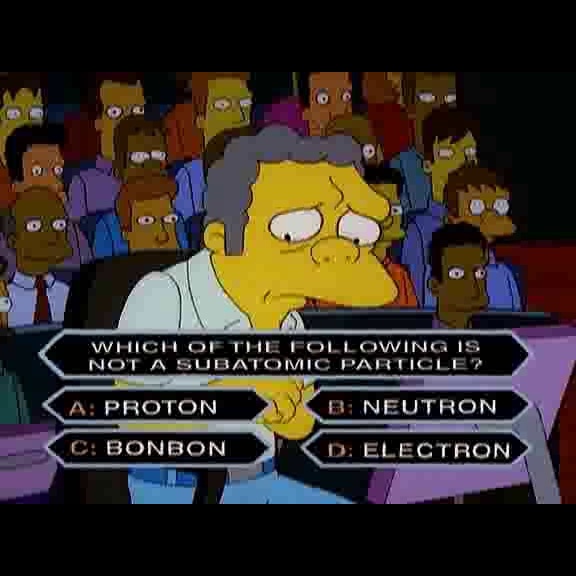 WHICH OF THE FOLLOWING IS
NOT A SUBATOMIC PARTICLE?
A: PROTON
B: NEUTRON
C: BONBON
D: ELECTRON